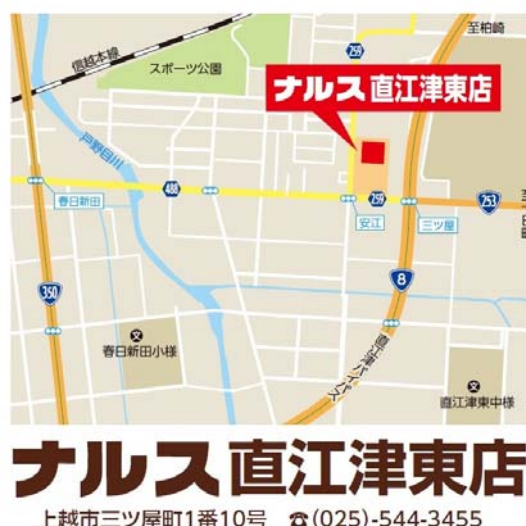 至柏崎
259
信越本線
スポーツ公園
ナルス 直江津東店
戸野目川
488
259
253
春日新田
安江
三ツ屋
350
8
文
春日新田小様
直江津バイパス
文
直江津東中様
ナルス直江津東店
上越市三ツ屋町1番10号 ☎(025)-544-3455